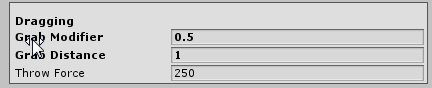 Dragging
Grab Modifier 0.5
Grab Distance 1
Throw Force 250